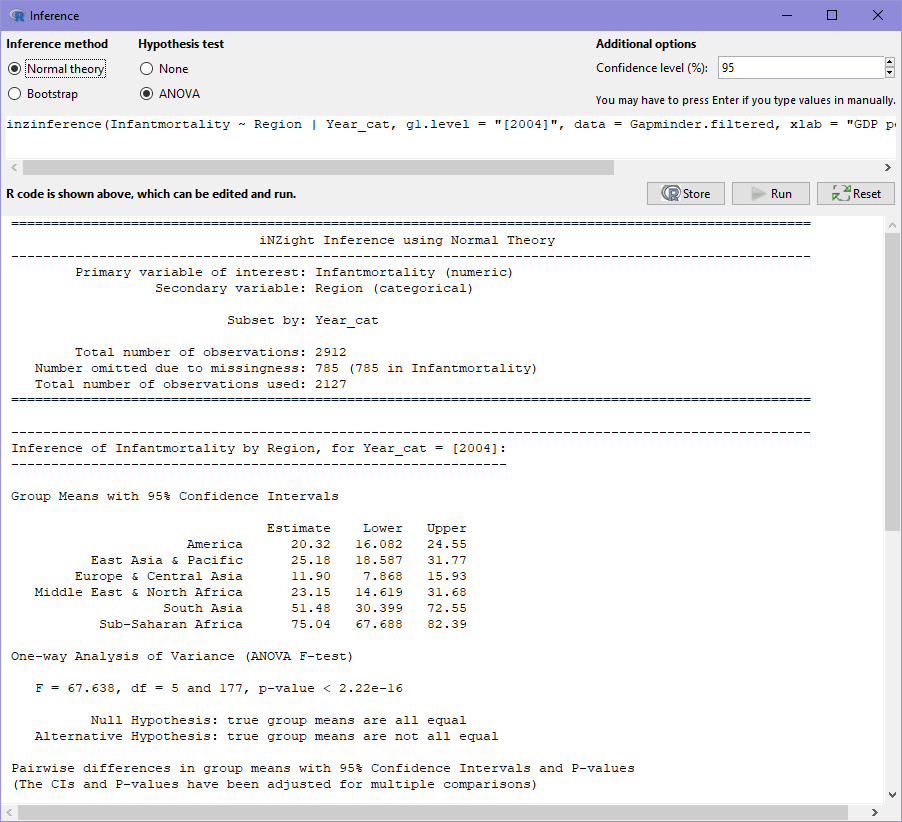 Inference
Inference method
Hypothesis test
Additional options
Normal theory
None
Confidence level (%):
95
Bootstrap
ANOVA
You may have to press Enter if you type values in manually.
inzinference(Infantmortality ~ Region | Year_cat, g1.level = "[2004]", data = Gapminder.filtered, xlab = "GDP pe
R code is shown above, which can be edited and run.
Store
Run
Reset
====================================================================================================
iNZight Inference using Normal Theory
----------------------------------------------------------------------------------------------------
Primary variable of interest: Infantmortality (numeric)
Secondary variable: Region (categorical)
Subset by: Year_cat
Total number of observations: 2912
Number omitted due to missingness: 785 (785 in Infantmortality)
Total number of observations used: 2127
====================================================================================================
----------------------------------------------------------------------------------------------------
Inference of Infantmortality by Region, for Year_cat = [2004]:
--------------------------------------------------------------
Group Means with 95% Confidence Intervals
Estimate Lower Upper
America 20.32 16.082 24.55
East Asia & Pacific 25.18 18.587 31.77
Europe & Central Asia 11.90 7.868 15.93
Middle East & North Africa 23.15 14.619 31.68
South Asia 51.48 30.399 72.55
Sub-Saharan Africa 75.04 67.688 82.39
One-way Analysis of Variance (ANOVA F-test)
F = 67.638, df = 5 and 177, p-value < 2.22e-16
Null Hypothesis: true group means are all equal
Alternative Hypothesis: true group means are not all equal
Pairwise differences in group means with 95% Confidence Intervals and P-values
(The CIs and P-values have been adjusted for multiple comparisons)